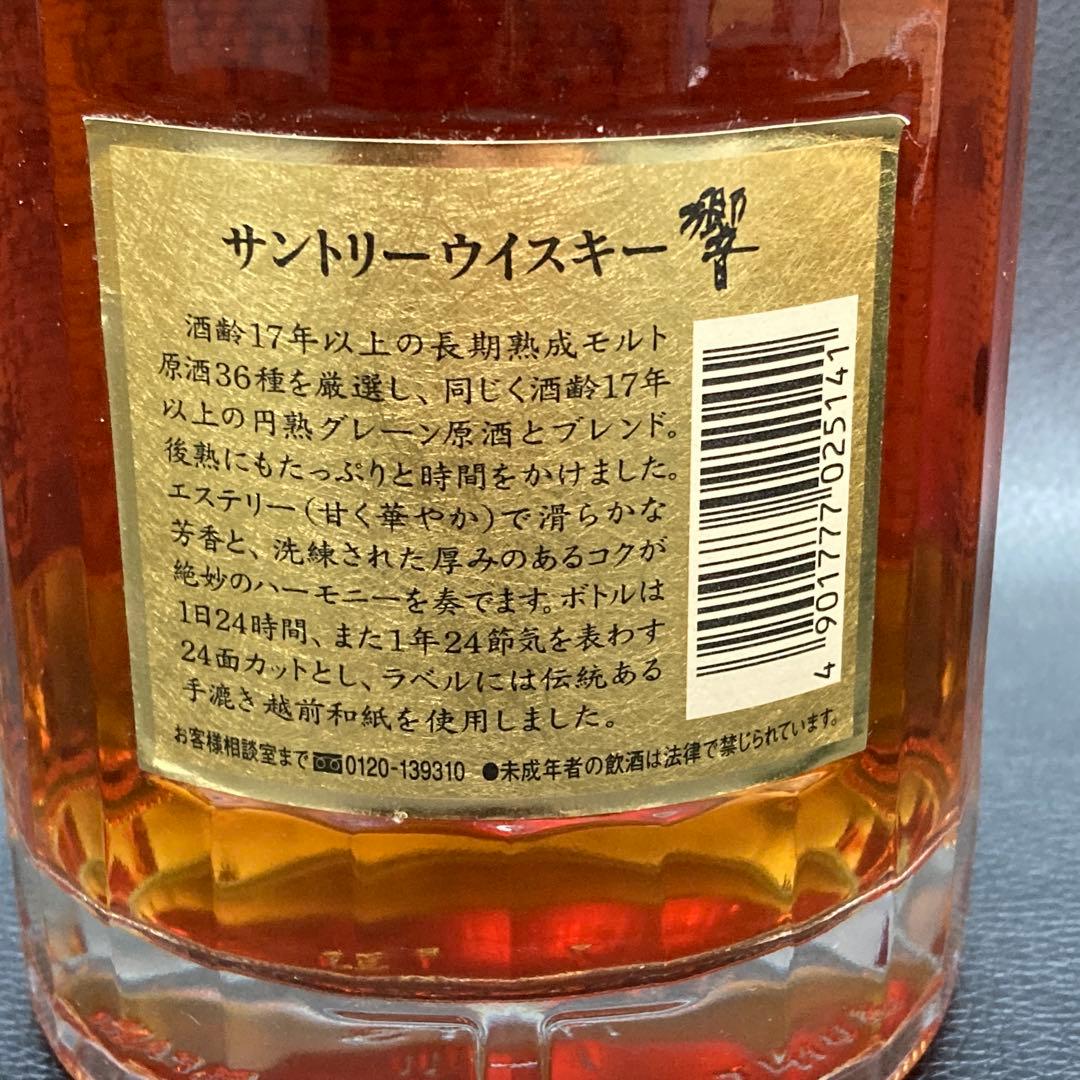 サントリーウイスキー 響
酒齢17年以上の長期熟成モルト
原酒36種を厳選し、同じく酒齢17年
以上の円熟グレーン原酒とブレンド。
後熟にもたっぷりと時間をかけました。
エステリー(甘く華やか)で滑らかな
芳香と、洗練された厚みのあるコクが
絶妙のハーモニーを奏でます。ボトルは
1日24時間、また1年24節気を表わす
24面カットとし、ラベルには伝統ある
手漉き越前和紙を使用しました。
お客様相談室まで 0120-139310 ●未成年者の飲酒は法律で禁じられています。
4 901777 025141